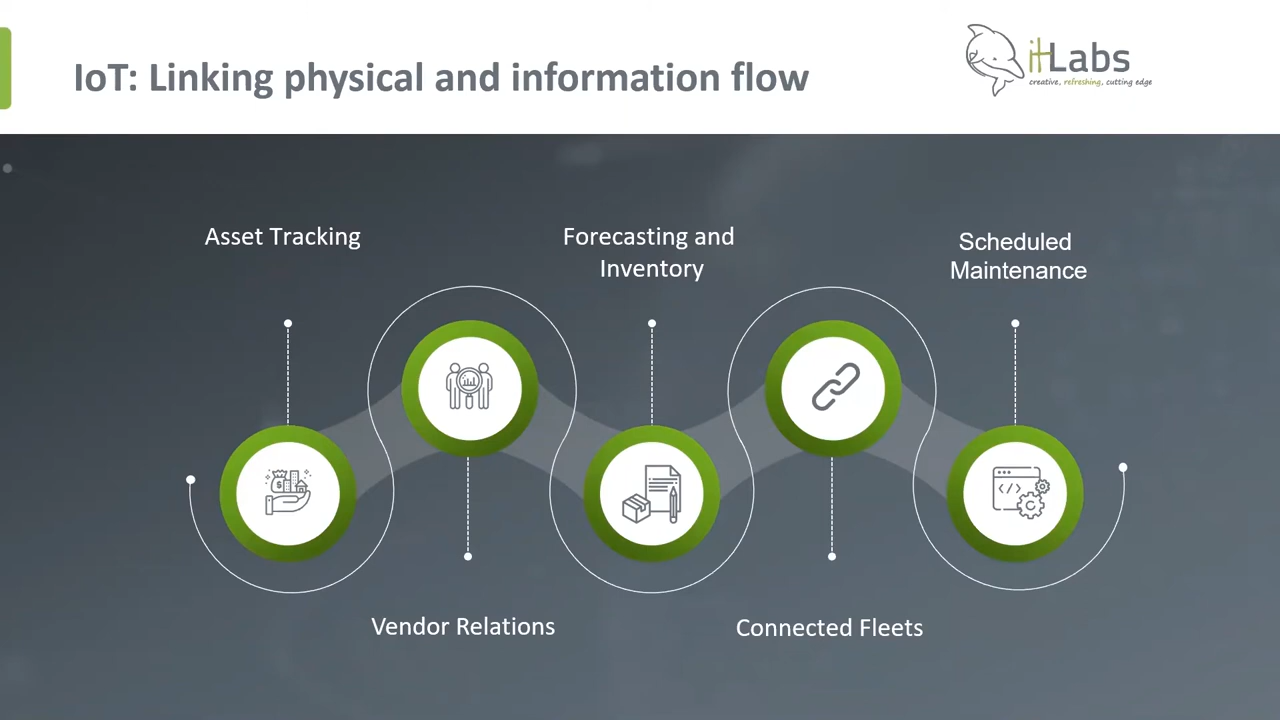 IoT: Linking physical and information flow
itLabs
creative, refreshing, cutting edge
Asset Tracking
Forecasting and
Inventory
Scheduled
Maintenance
Vendor Relations
Connected Fleets
$
</>